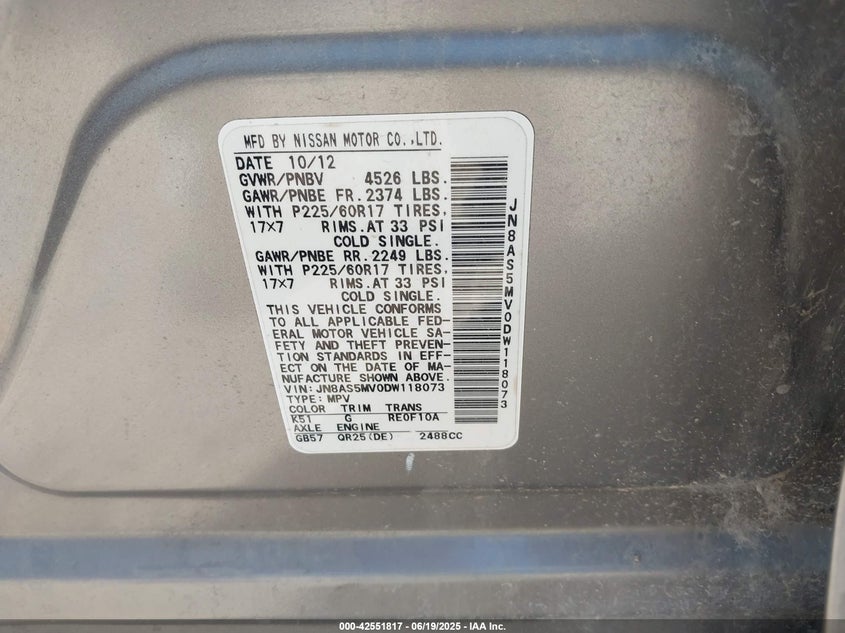 MFD BY NISSAN MOTOR CO.,LTD.
DATE 10/12
GVWR/PNBV 4526 LBS.
GAWR/PNBE FR. 2374 LBS.
WITH P225/60R17 TIRES,
17×7 RIMS. AT 33 PSI
COLD SINGLE.
GAWR/PNBE RR. 2249 LBS.
WITH P225/60R17 TIRES,
17×7 RIMS. AT 33 PSI
COLD SINGLE.
THIS VEHICLE CONFORMS
TO ALL APPLICABLE FED-
ERAL MOTOR VEHICLE SA-
FETY AND THEFT PREVEN-
TION STANDARDS IN EFF-
ECT ON THE DATE OF MA-
NUFACTURE SHOWN ABOVE.
VIN: JN8AS5MV0DW118073
TYPE: MPV
COLOR TRIM TRANS
K51 G RE0F10A
AXLE ENGINE
GB57 QR25(DE) 2488CC
JN8AS5MV0DW118073
000-42551817 - 06/19/2025 - IAA Inc.